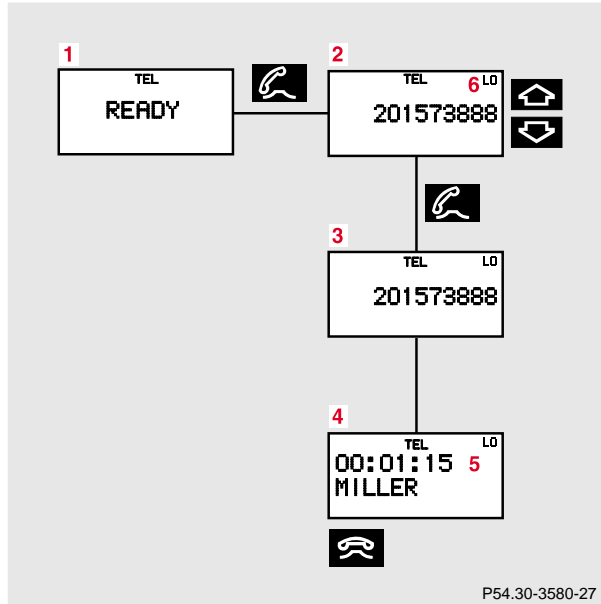 1
TEL
READY
2
TEL 6 LO
201573888
3
TEL LO
201573888
4
TEL LO
00:01:15 5
MILLER
P54.30-3580-27